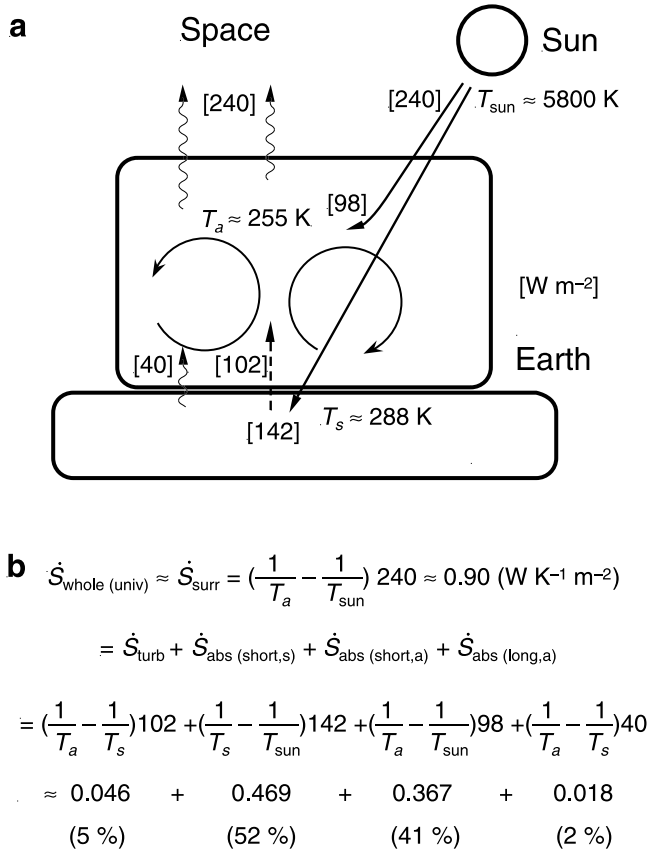 a
Space
Sun
[240]
[240]
T_sun ≈ 5800 K
[98]
T_a ≈ 255 K
[W m⁻²]
[40]
[102]
Earth
[142]
T_s ≈ 288 K
b
Ṡ_whole (univ) ≈ Ṡ_surr = (1/T_a − 1/T_sun) 240 ≈ 0.90 (W K⁻¹ m⁻²)
= Ṡ_turb + Ṡ_abs (short,s) + Ṡ_abs (short,a) + Ṡ_abs (long,a)
= (1/T_a − 1/T_s)102 +(1/T_s − 1/T_sun)142 +(1/T_a − 1/T_sun)98 +(1/T_a − 1/T_s)40
≈ 0.046 + 0.469 + 0.367 + 0.018
(5 %) (52 %) (41 %) (2 %)